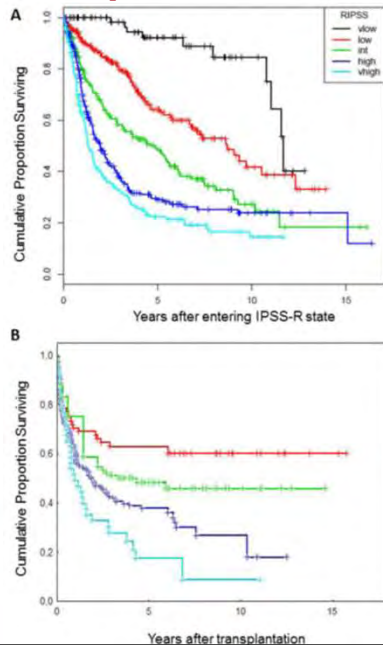 A
RIPSS
vlow
low
int
high
vhigh
Cumulative Proportion Surviving
1,0
0,8
0,6
0,4
0,2
0,0
0 5 10 15
Years after entering IPSS-R state
B
Cumulative Proportion Surviving
1,0
0,8
0,6
0,4
0,2
0,0
0 5 10 15
Years after transplantation